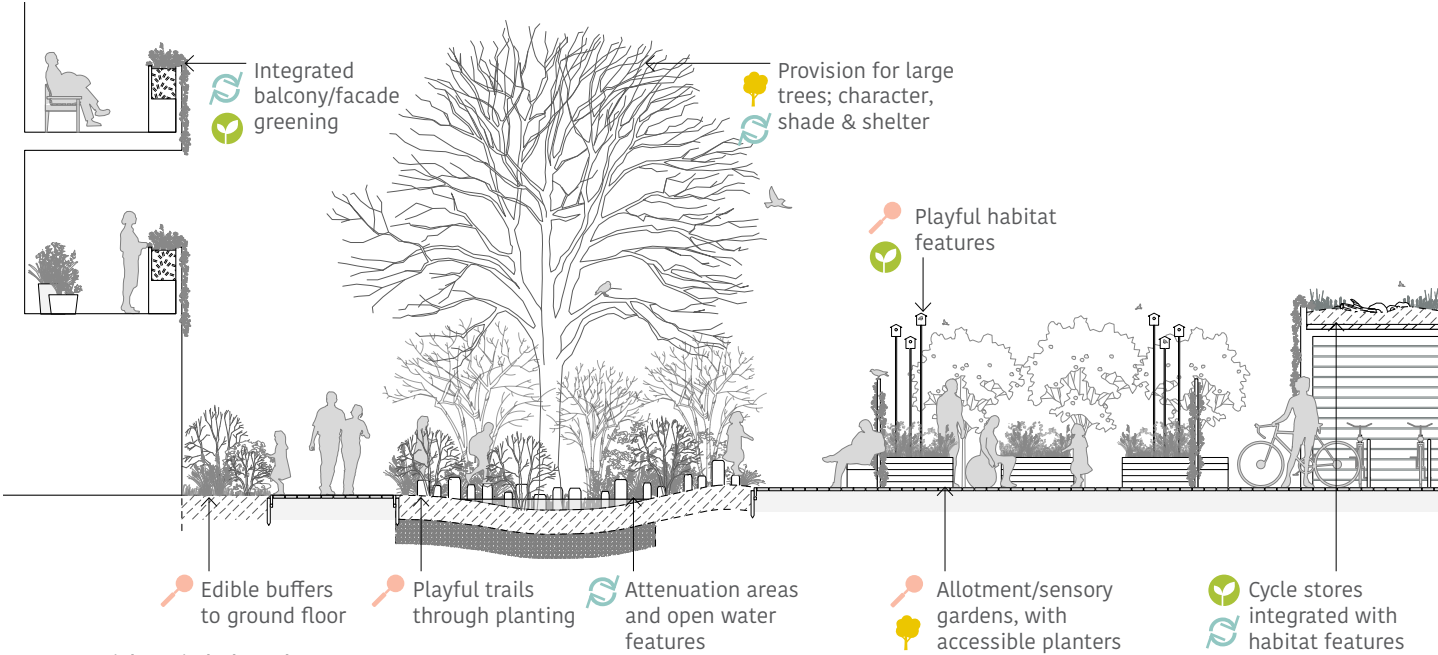 Integrated
balcony/facade
greening
Provision for large
trees; character,
shade & shelter
Playful habitat
features
Edible buffers
to ground floor
Playful trails
through planting
Attenuation areas
and open water
features
Allotment/sensory
gardens, with
accessible planters
Cycle stores
integrated with
habitat features